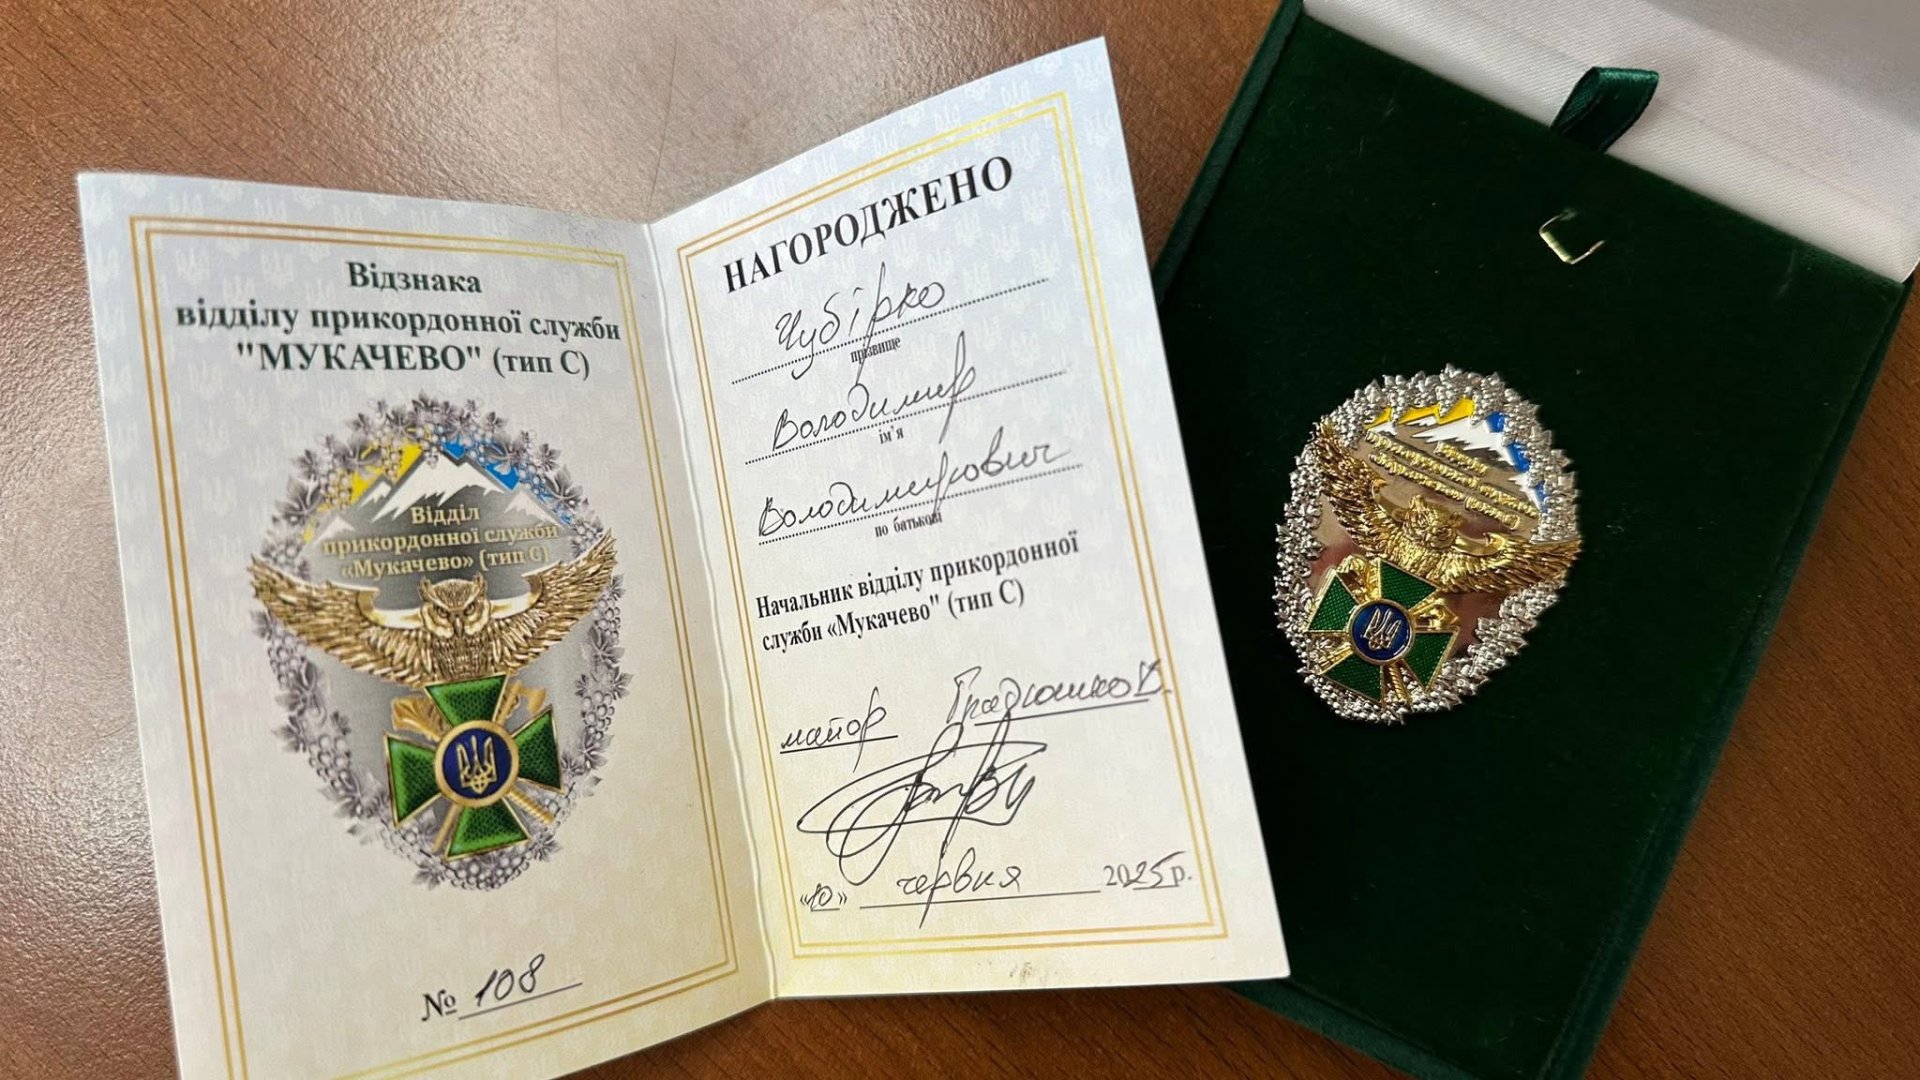 Відзнака
відділу прикордонної служби
"МУКАЧЕВО" (тип С)
Відділ
прикордонної служби
«Мукачево» (тип С)
№ 108
НАГОРОДЖЕНО
Чубірко
прізвище
Володимир
ім'я
Володимирович
по батькові
Начальник відділу прикордонної
служби «Мукачево" (тип С)
майор Градюшко В.
«10» червня 2025 р.